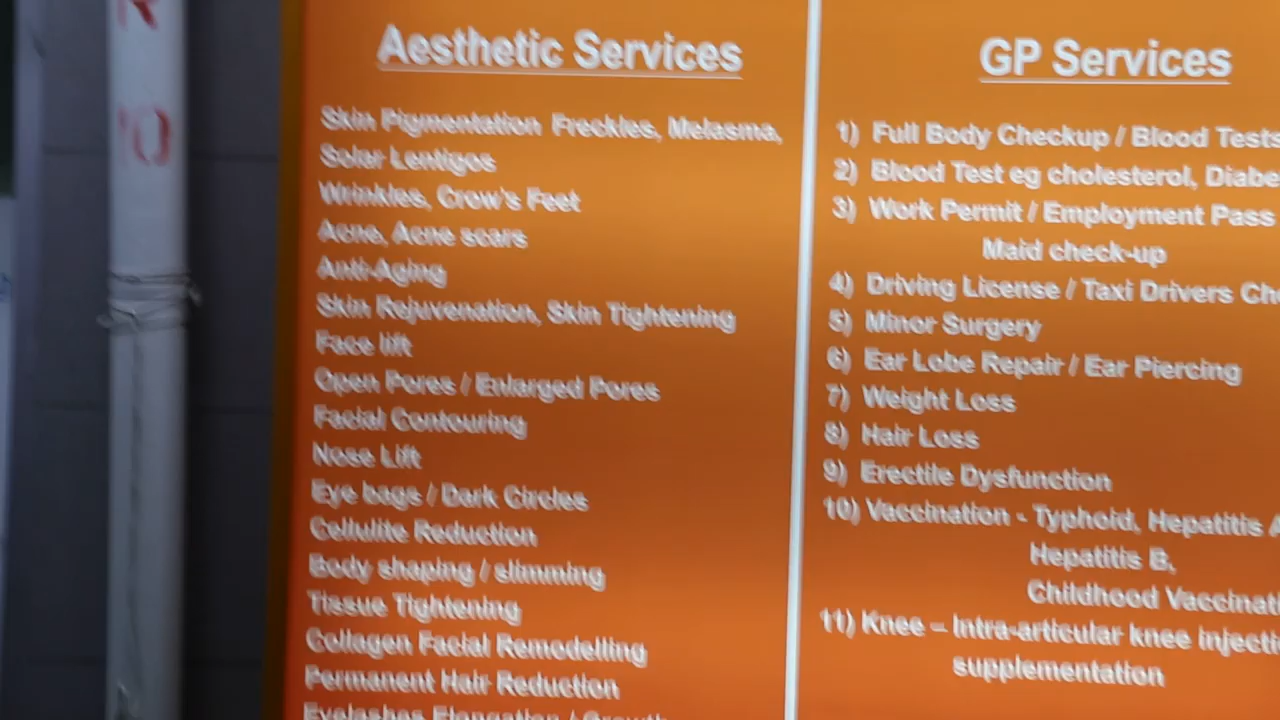 Aesthetic Services
Skin Pigmentation Freckles, Melasma,
Solar Lentigos
Wrinkles, Crow's Feet
Acne, Acne scars
Anti-Aging
Skin Rejuvenation, Skin Tightening
Face lift
Open Pores / Enlarged Pores
Facial Contouring
Nose Lift
Eye bags / Dark Circles
Cellulite Reduction
Body shaping / slimming
Tissue Tightening
Collagen Facial Remodelling
Permanent Hair Reduction
Eyelashes Elongation / Growth
GP Services
1) Full Body Checkup / Blood Tests
2) Blood Test eg cholesterol, Diabe
3) Work Permit / Employment Pass
Maid check-up
4) Driving License / Taxi Drivers Ch
5) Minor Surgery
6) Ear Lobe Repair / Ear Piercing
7) Weight Loss
8) Hair Loss
9) Erectile Dysfunction
10) Vaccination - Typhoid, Hepatitis A
Hepatitis B,
Childhood Vaccinati
11) Knee – Intra-articular knee injecti
supplementation
R
'0